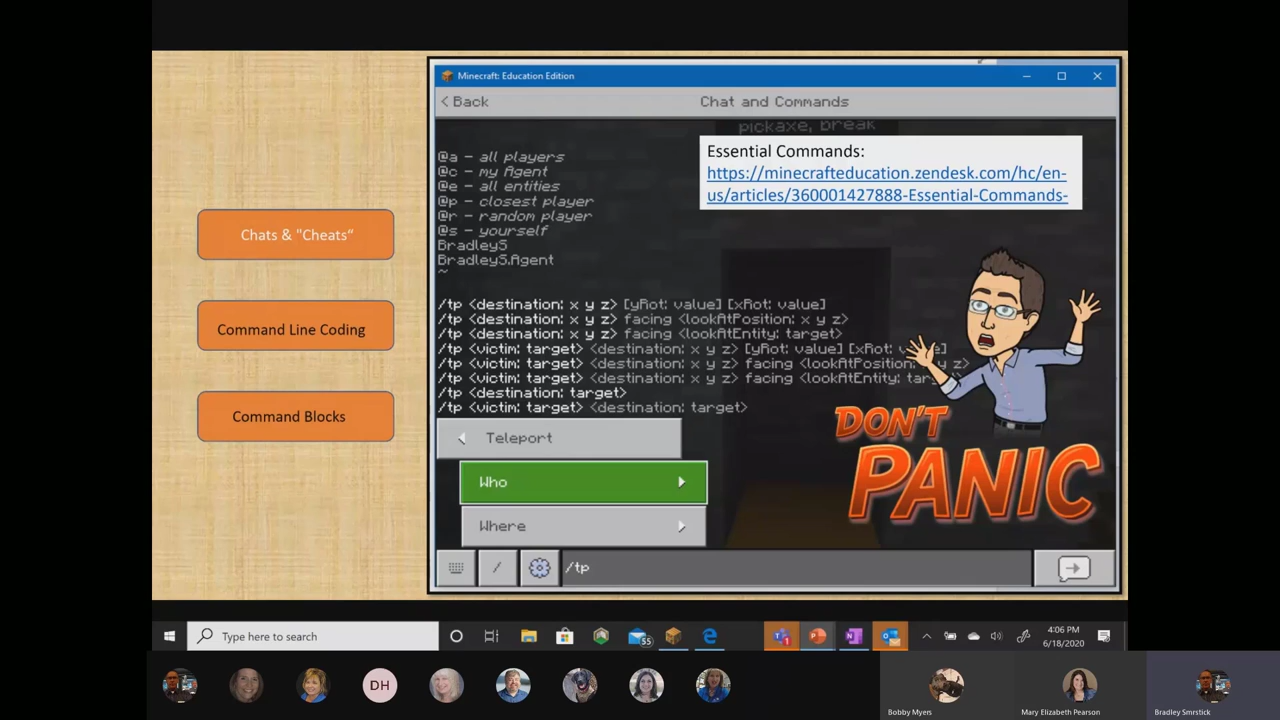 Minecraft: Education Edition
< Back
Chat and Commands
pickaxe, break
Essential Commands:
https://minecrafteducation.zendesk.com/hc/en-
us/articles/360001427888-Essential-Commands-
@a - all players
@c - my Agent
@e - all entities
@p - closest player
@r - random player
@s - yourself
BradleyS
BradleyS.Agent
~
/tp <destination: x y z> [yRot: value] [xRot: value]
/tp <destination: x y z> facing <lookAtPosition: x y z>
/tp <destination: x y z> facing <lookAtEntity: target>
/tp <victim: target> <destination: x y z> [yRot: value] [xRot: value]
/tp <victim: target> <destination: x y z> facing <lookAtPosition: x y z>
/tp <victim: target> <destination: x y z> facing <lookAtEntity: target>
/tp <destination: target>
/tp <victim: target> <destination: target>
Chats & "Cheats“
Command Line Coding
Command Blocks
DON'T
PANIC
Teleport
Who
Where
/
/tp
Type here to search
55
1
4:06 PM
6/18/2020
DH
Bobby Myers
Mary Elizabeth Pearson
Bradley Smrstick